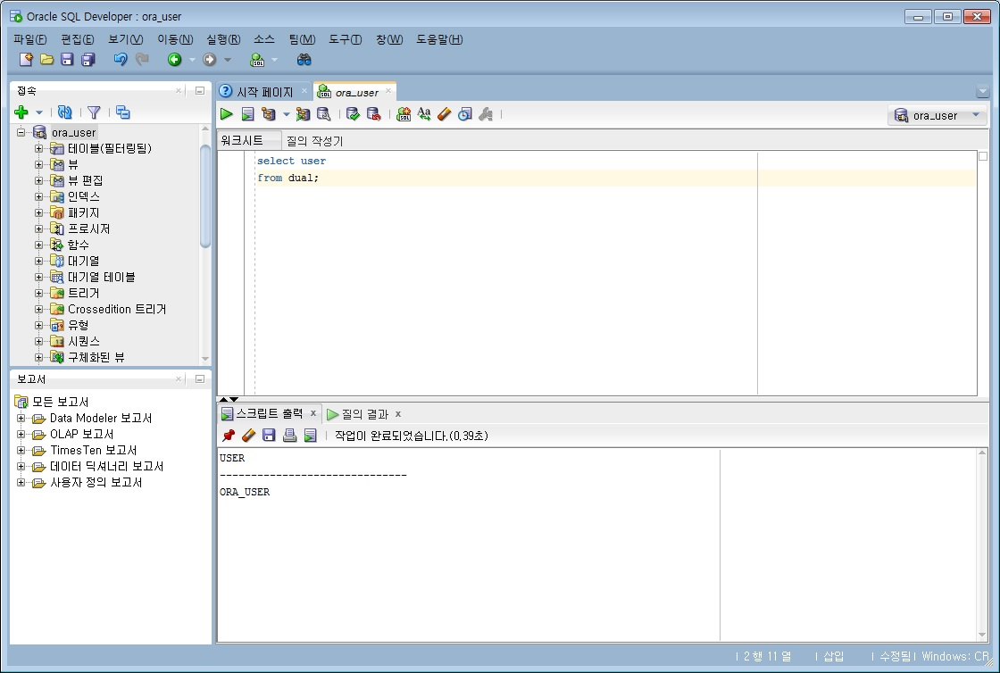 Oracle SQL Developer : ora_user
파일(F) 편집(E) 보기(V) 이동(N) 실행(R) 소스 팀(M) 도구(T) 창(W) 도움말(H)
접속
ora_user
테이블(필터링됨)
뷰
뷰 편집
인덱스
패키지
프로시저
함수
대기열
대기열 테이블
트리거
Crossedition 트리거
유형
시퀀스
구체화된 뷰
보고서
모든 보고서
Data Modeler 보고서
OLAP 보고서
TimesTen 보고서
데이터 딕셔너리 보고서
사용자 정의 보고서
시작 페이지 ora_user
ora_user
워크시트 질의 작성기
select user
from dual;
스크립트 출력 질의 결과
작업이 완료되었습니다.(0,39초)
USER
------------------------------
ORA_USER
2 행 11 열 삽입 수정됨 Windows: CR